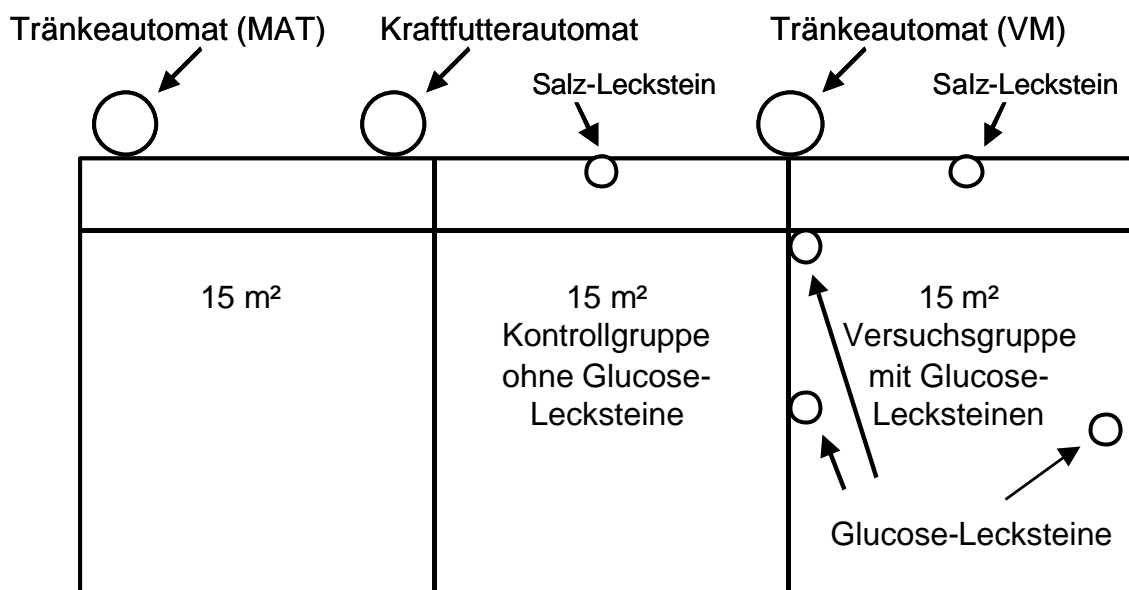 Tränkeautomat (MAT)
Kraftfutterautomat
Tränkeautomat (VM)
Salz-Leckstein
Salz-Leckstein
15 m²
15 m²
Kontrollgruppe
ohne Glucose-
Lecksteine
15 m²
Versuchsgruppe
mit Glucose-
Lecksteinen
Glucose-Lecksteine